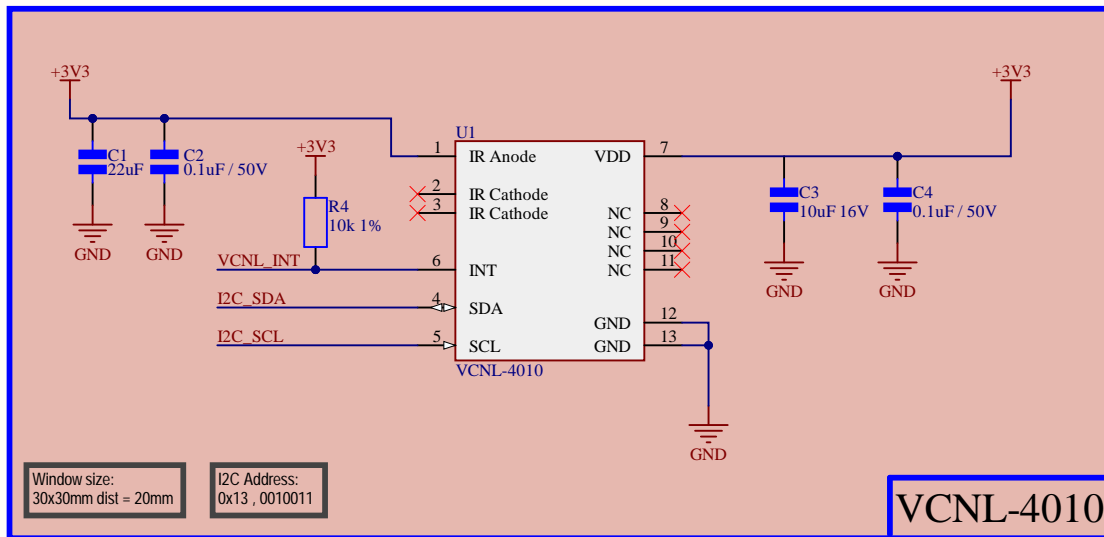 +3V3
+3V3
U1
1
IR Anode
VDD
7
C1
22uF
C2
0.1uF / 50V
+3V3
C3
10uF 16V
C4
0.1uF / 50V
2
IR Cathode
3
IR Cathode
NC
8
NC
9
NC
10
NC
11
R4
10k 1%
GND
GND
VCNL_INT
6
INT
GND
GND
I2C_SDA
4
SDA
GND
12
I2C_SCL
5
SCL
GND
13
VCNL-4010
GND
Window size:
30x30mm dist = 20mm
I2C Address:
0x13 , 0010011
VCNL-4010